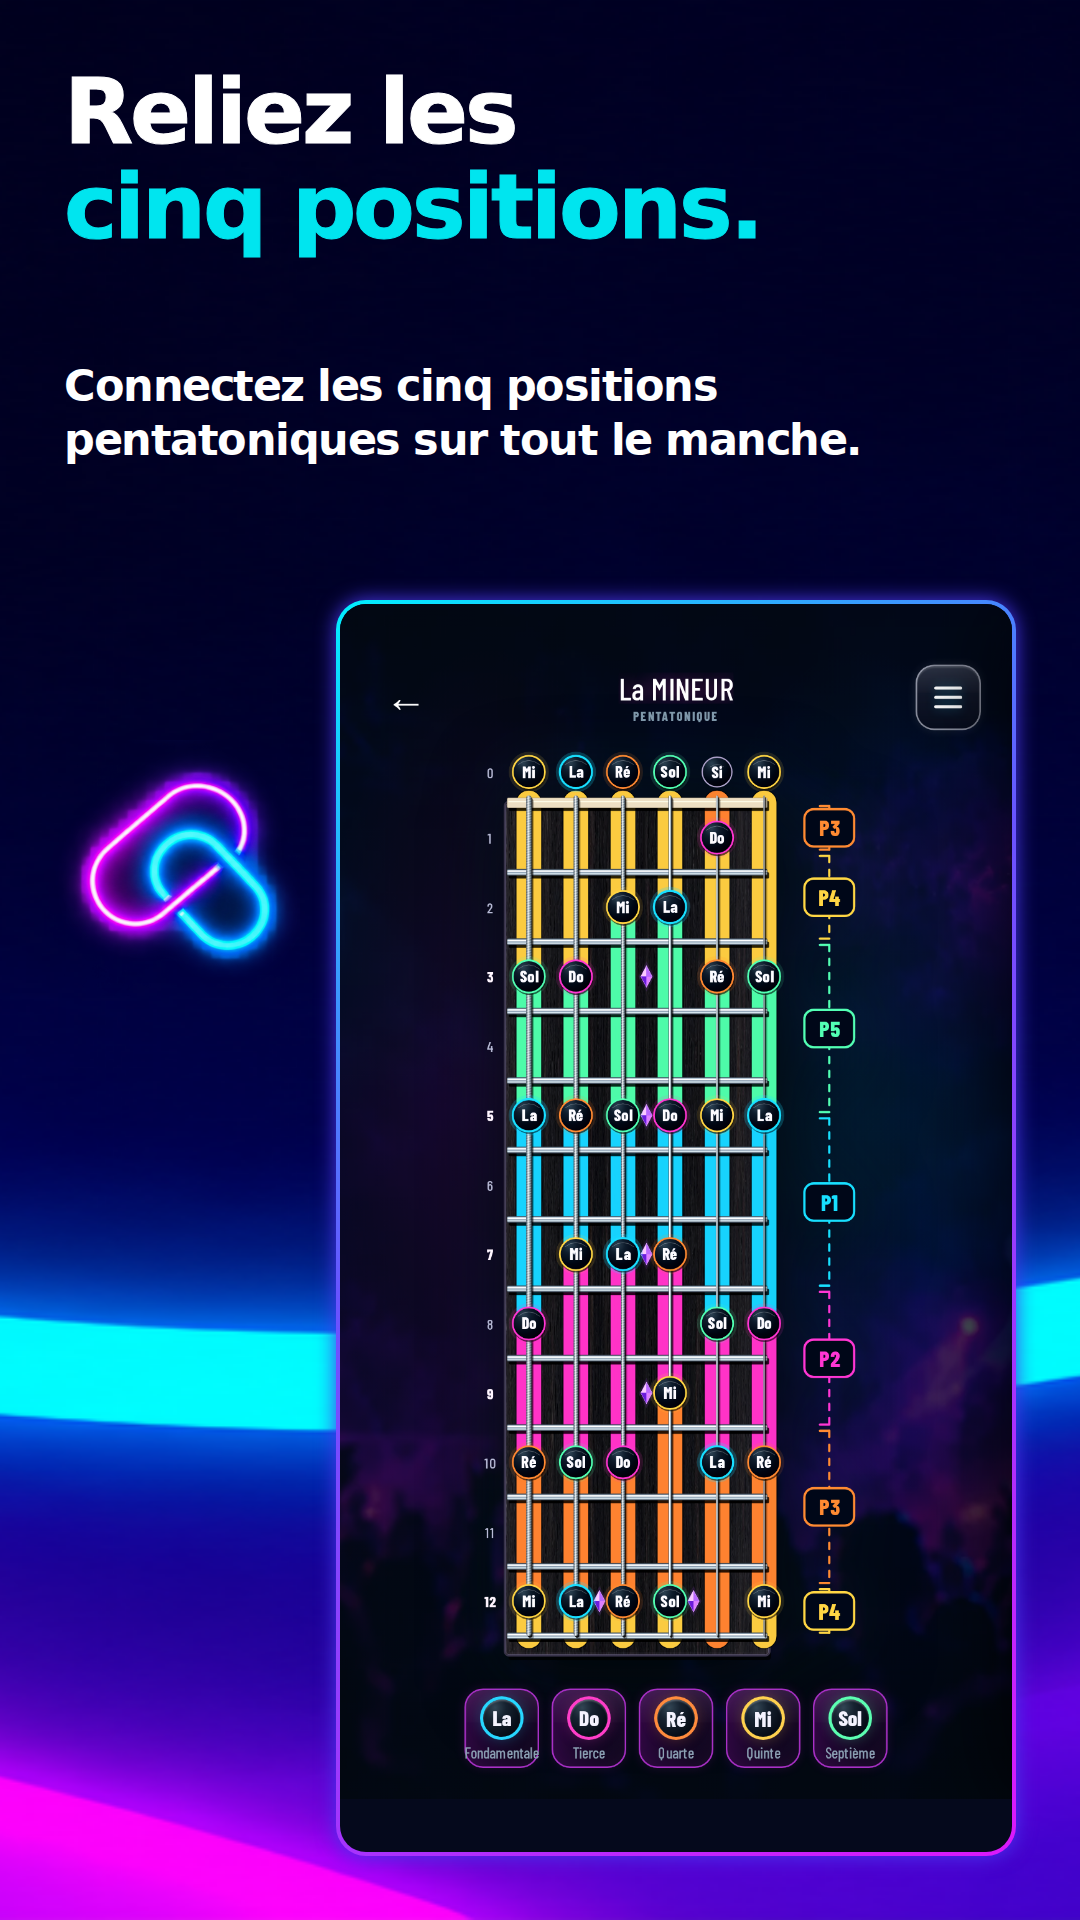 Reliez les
cinq positions.
Connectez les cinq positions
pentatoniques sur tout le manche.
←
La MINEUR
PENTATONIQUE
0 Mi La Ré Sol Si Mi
1 Do P3
2 Mi La P4
3 Sol Do Ré Sol
4 P5
5 La Ré Sol Do Mi La
6 P1
7 Mi La Ré
8 Do Sol Do
P2
9 Mi
10 Ré Sol Do La Ré
P3
11
12 Mi La Ré Sol Mi P4
La Do Ré Mi Sol
Fondamentale Tierce Quarte Quinte Septième